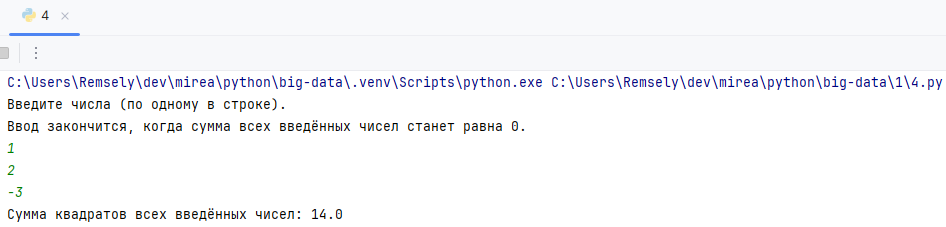 4
C:\Users\Remsely\dev\mirea\python\big-data\.venv\Scripts\python.exe C:\Users\Remsely\dev\mirea\python\big-data\1\4.py
Введите числа (по одному в строке).
Ввод закончится, когда сумма всех введённых чисел станет равна 0.
1
2
-3
Сумма квадратов всех введённых чисел: 14.0